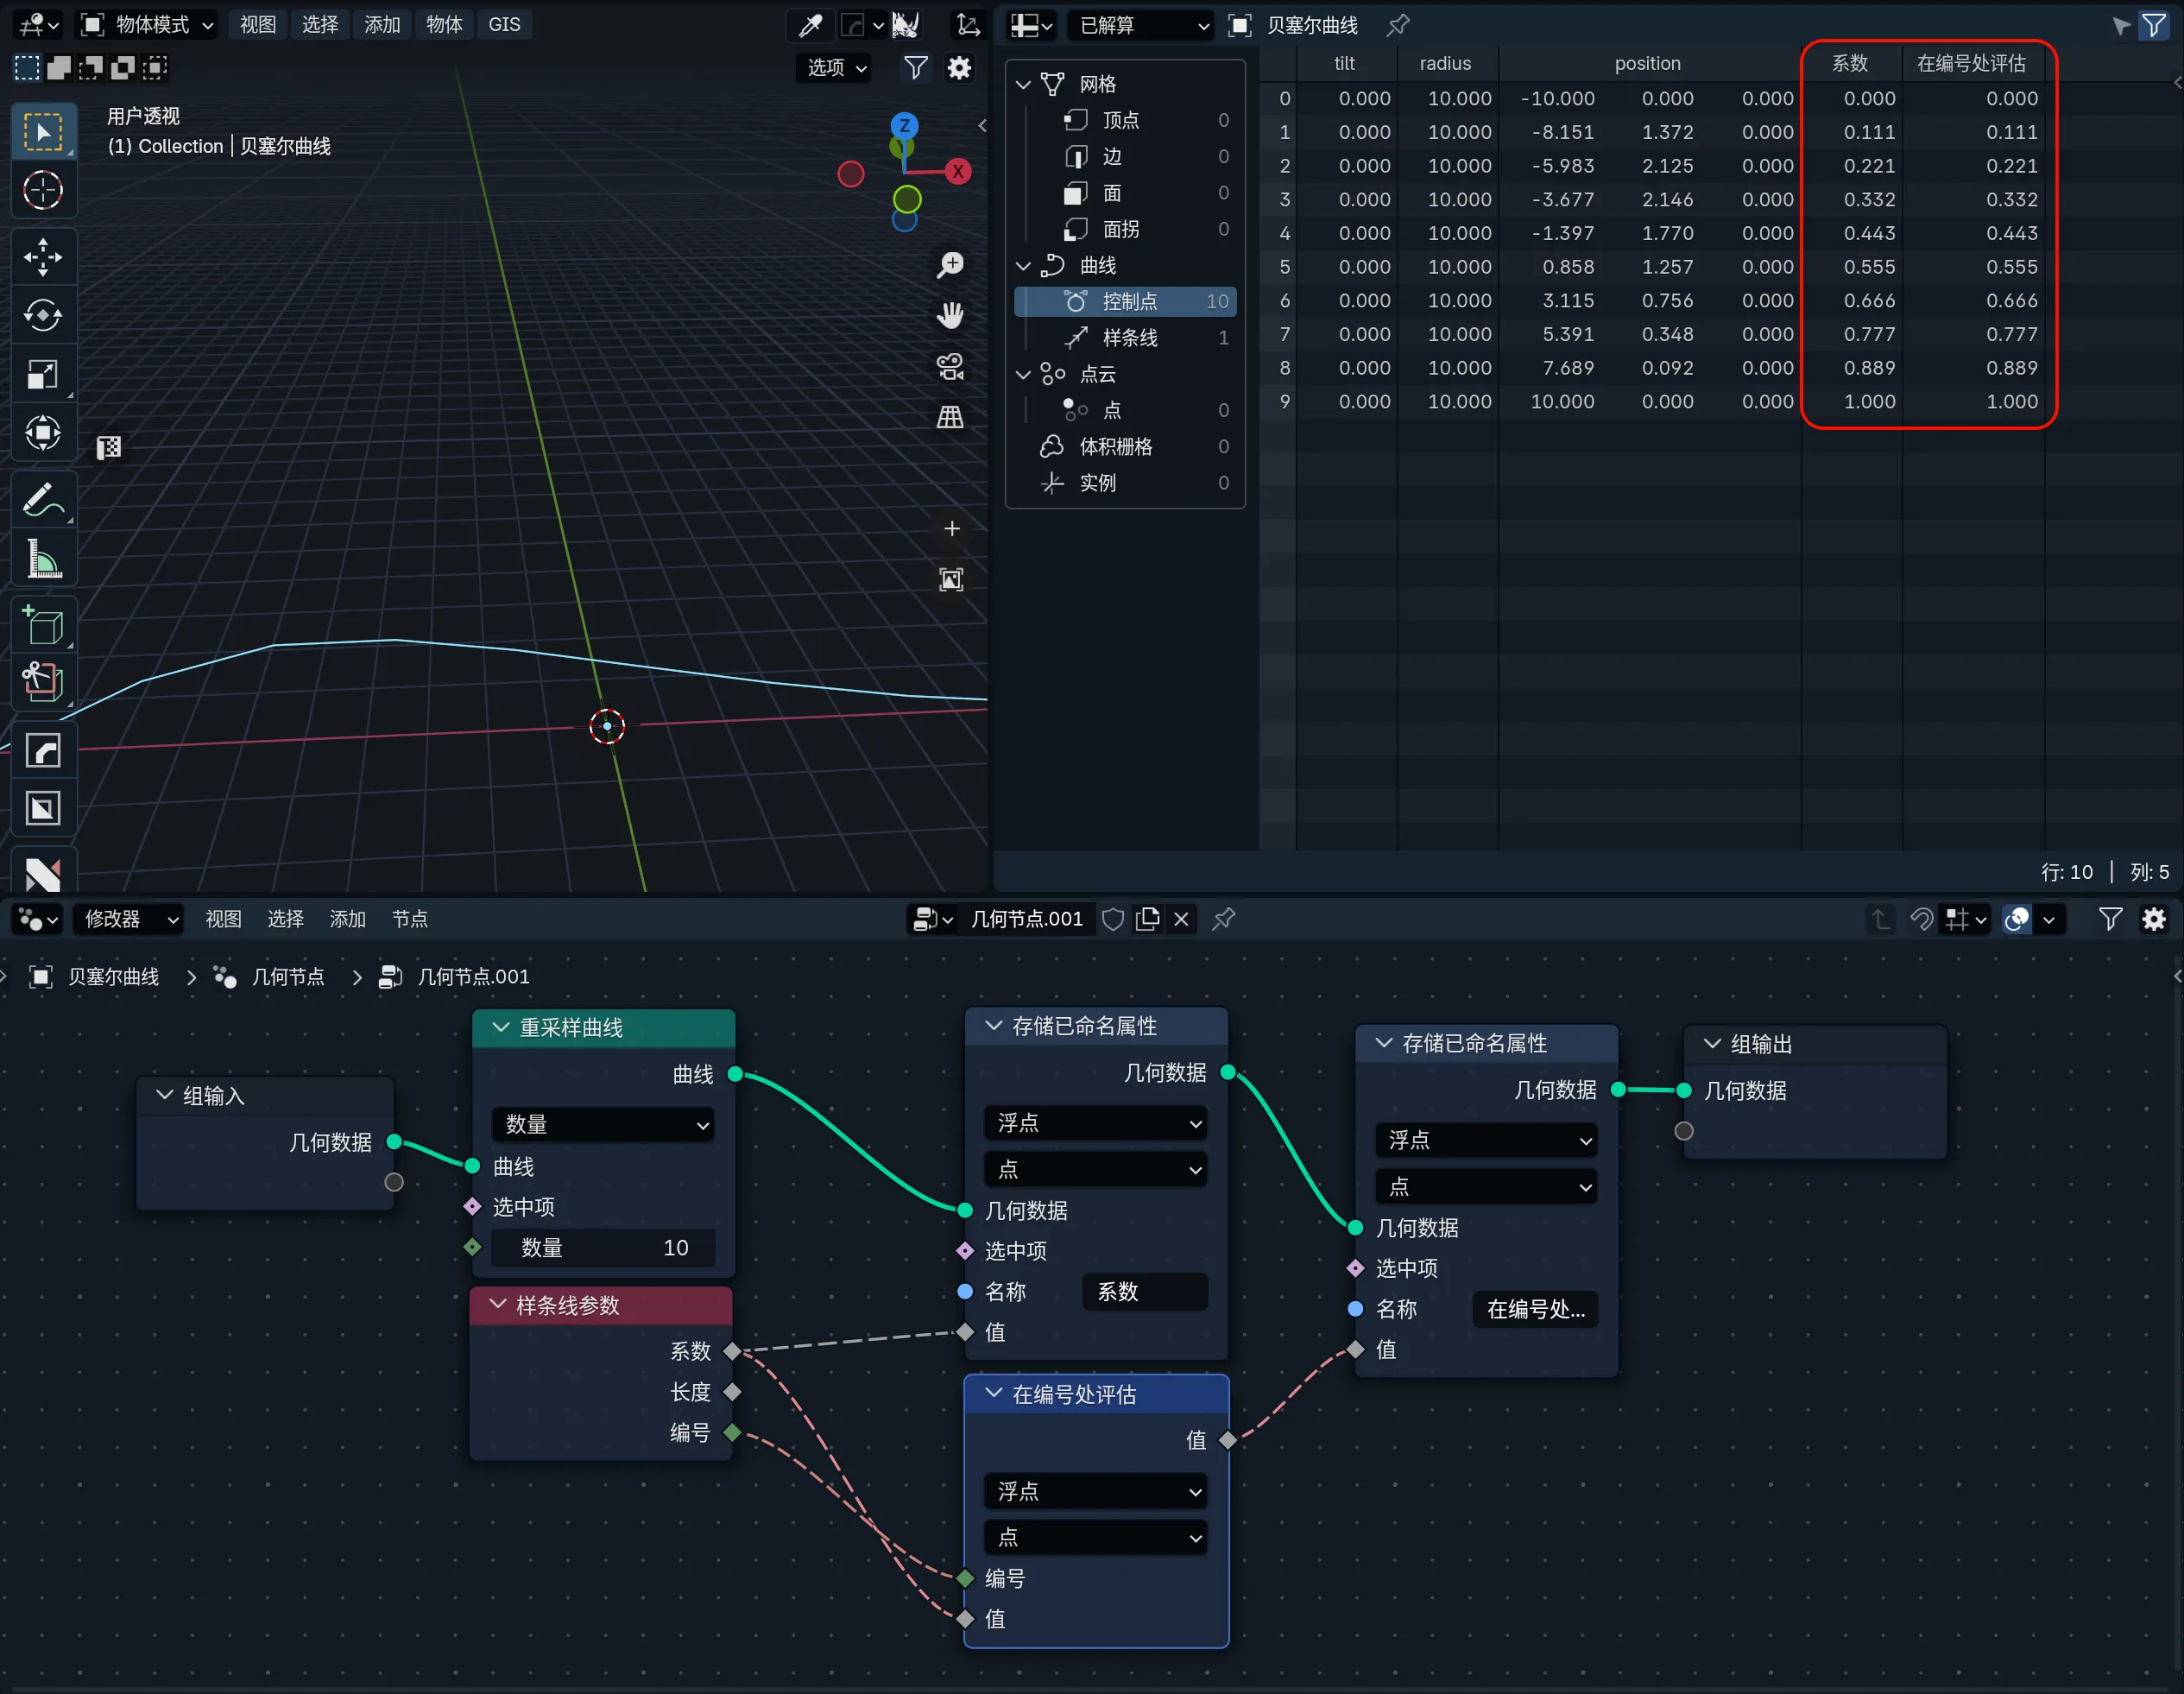 物体模式 视图 选择 添加 物体 GIS
选项
用户透视
(1) Collection | 贝塞尔曲线
Z
X
已解算 贝塞尔曲线
网格
顶点 0
边 0
面 0
面拐 0
曲线
控制点 10
样条线 1
点云
点 0
体积栅格 0
实例 0
tilt radius position 系数 在编号处评估
0 0.000 10.000 -10.000 0.000 0.000 0.000 0.000
1 0.000 10.000 -8.151 1.372 0.000 0.111 0.111
2 0.000 10.000 -5.983 2.125 0.000 0.221 0.221
3 0.000 10.000 -3.677 2.146 0.000 0.332 0.332
4 0.000 10.000 -1.397 1.770 0.000 0.443 0.443
5 0.000 10.000 0.858 1.257 0.000 0.555 0.555
6 0.000 10.000 3.115 0.756 0.000 0.666 0.666
7 0.000 10.000 5.391 0.348 0.000 0.777 0.777
8 0.000 10.000 7.689 0.092 0.000 0.889 0.889
9 0.000 10.000 10.000 0.000 0.000 1.000 1.000
行: 10 | 列: 5
修改器 视图 选择 添加 节点 几何节点.001
贝塞尔曲线 几何节点 几何节点.001
组输入
几何数据
重采样曲线
曲线
数量
曲线
选中项
数量 10
样条线参数
系数
长度
编号
存储已命名属性
几何数据
浮点
点
几何数据
选中项
名称 系数
值
在编号处评估
值
浮点
点
编号
值
存储已命名属性
几何数据
浮点
点
几何数据
选中项
名称 在编号处...
值
组输出
几何数据